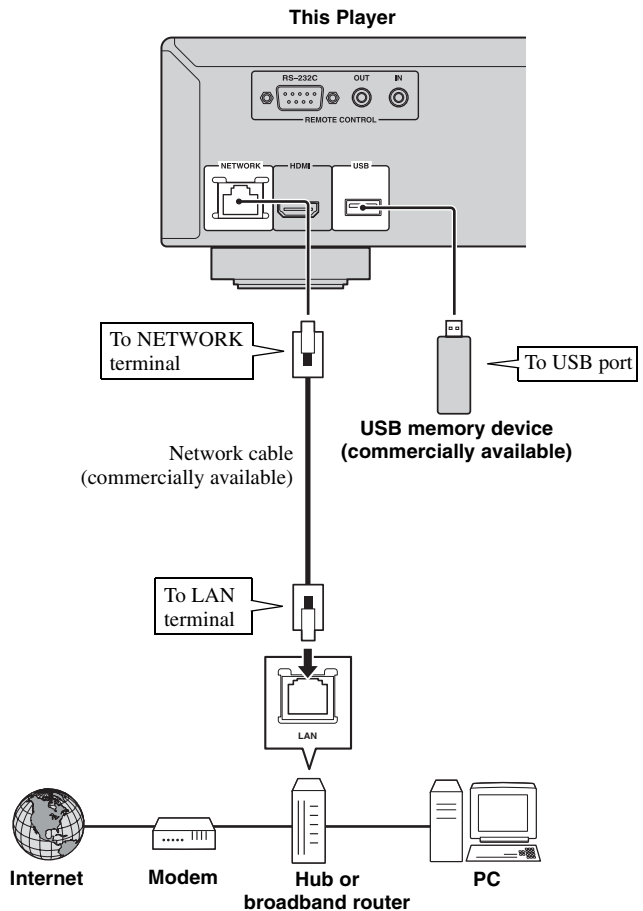 This Player
RS-232C
OUT
IN
REMOTE CONTROL
NETWORK
HDMI
USB
To NETWORK
terminal
To USB port
USB memory device
(commercially available)
Network cable
(commercially available)
To LAN
terminal
LAN
Internet
Modem
Hub or
broadband router
PC